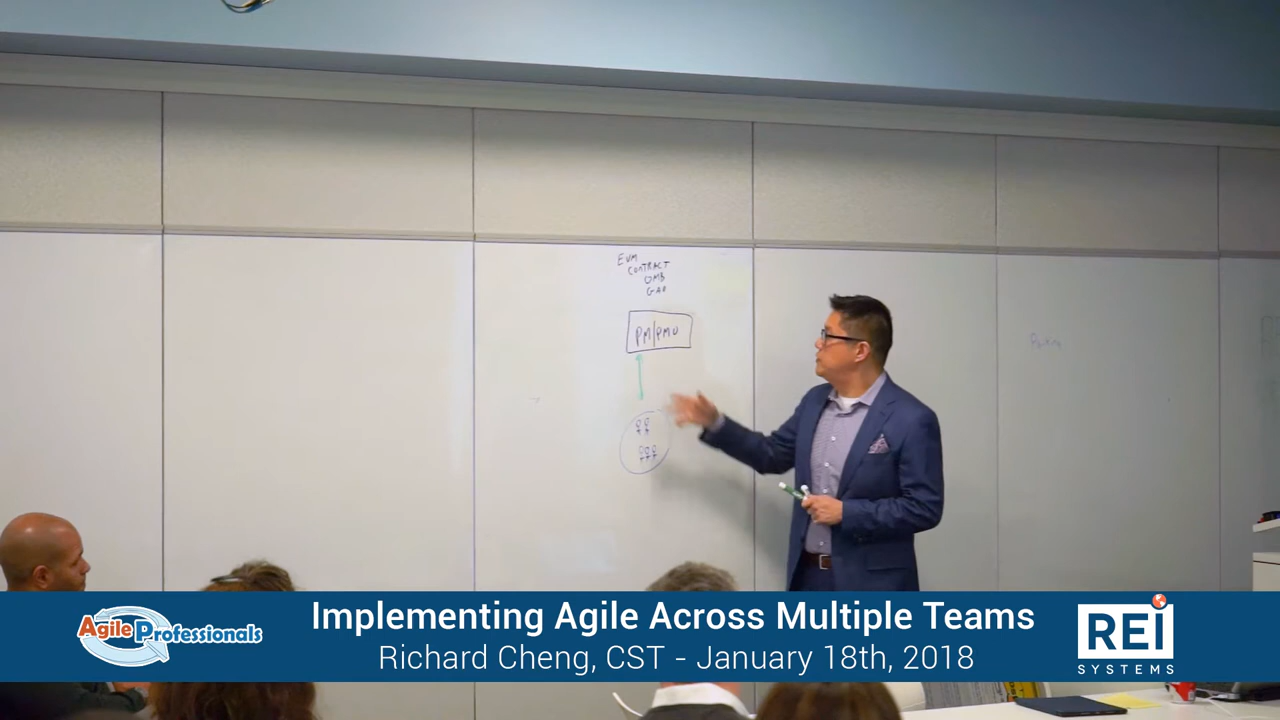 EVM
CONTRACT
OMB
GAO
PM/PMO
Parking
Agile Professionals
Implementing Agile Across Multiple Teams
Richard Cheng, CST - January 18th, 2018
REI
SYSTEMS